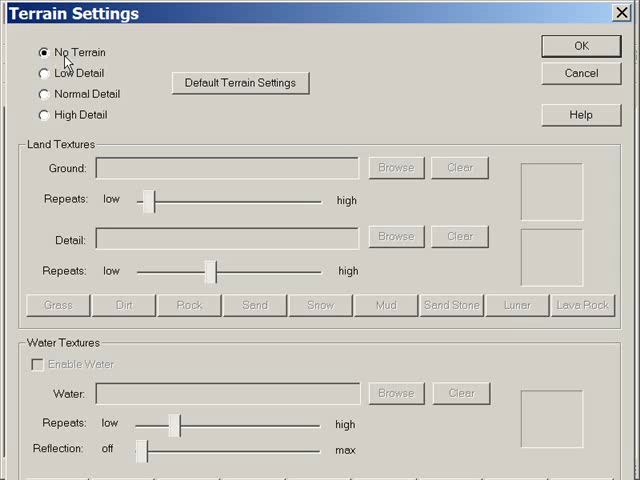 Terrain Settings
No Terrain
OK
Low Detail
Cancel
Default Terrain Settings
Normal Detail
High Detail
Help
Land Textures
Ground:
Browse
Clear
Repeats:
low
high
Detail:
Browse
Clear
Repeats:
low
high
Grass
Dirt
Rock
Sand
Snow
Mud
Sand Stone
Lunar
Lava Rock
Water Textures
Enable Water
Water:
Browse
Clear
Repeats:
low
high
Reflection:
off
max